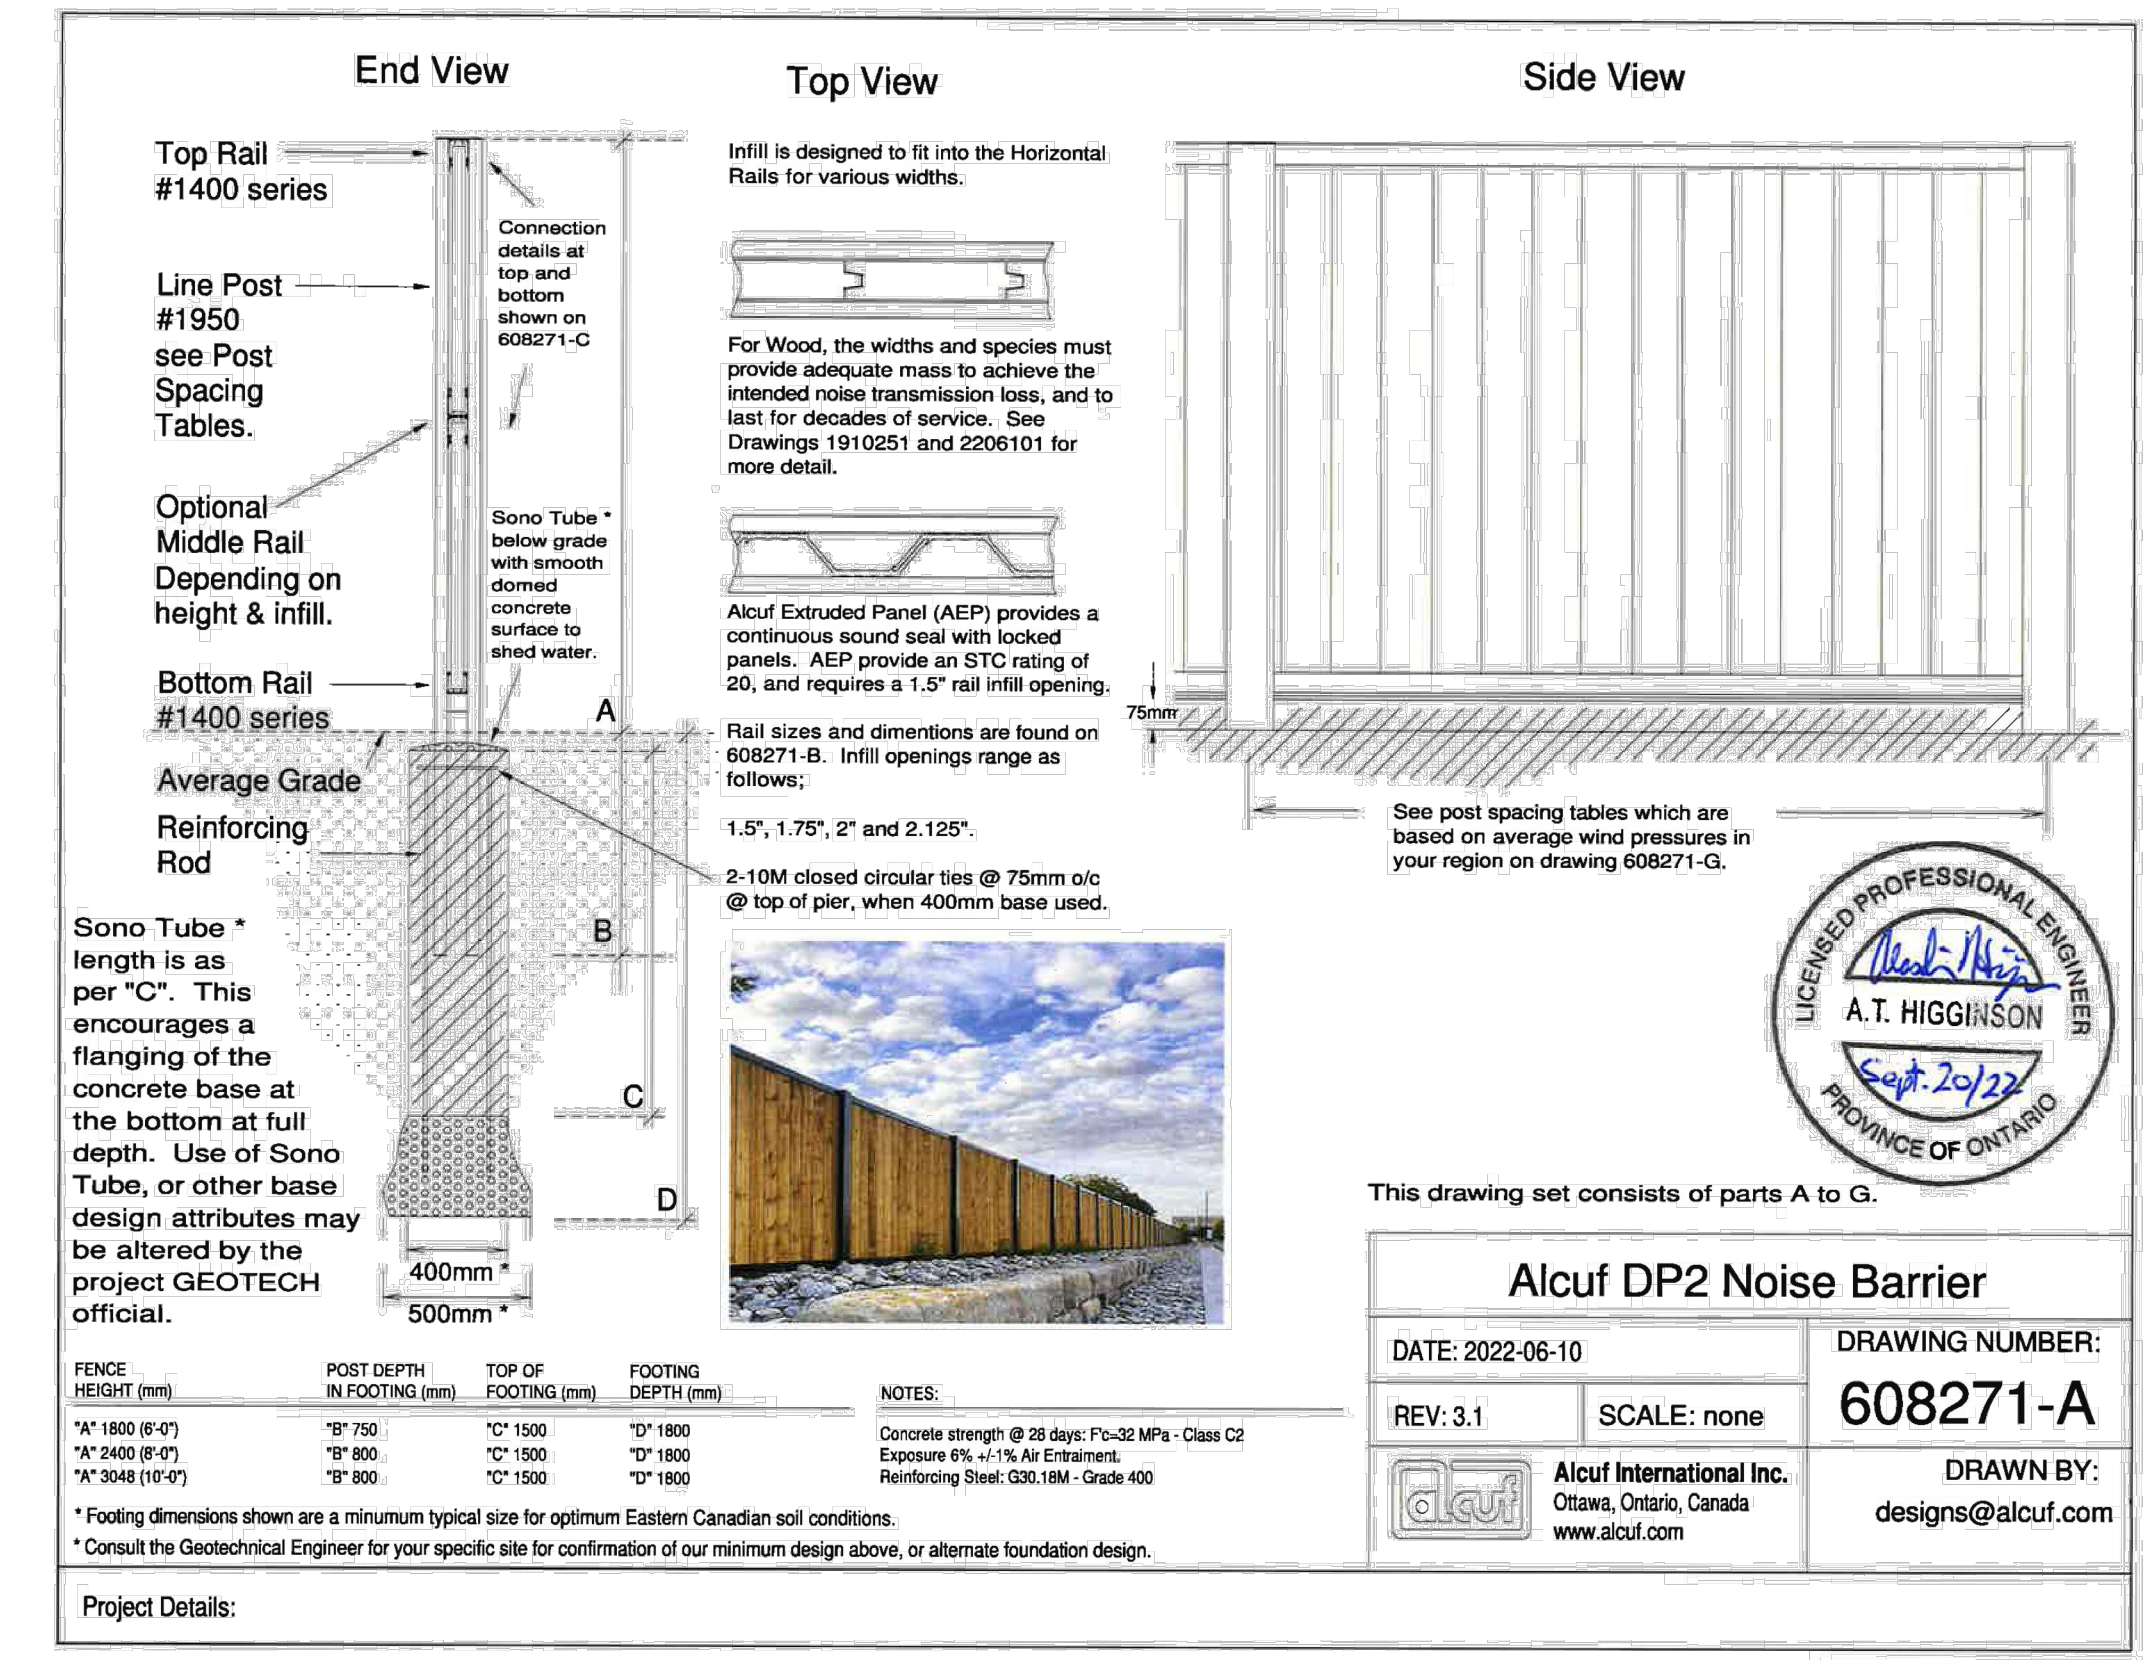 End View
Top View
Side View
Top Rail
#1400 series
Line Post
#1950
see Post
Spacing
Tables.
Optional
Middle Rail
Depending on
height & infill.
Bottom Rail
#1400 series
Average Grade
Reinforcing
Rod
Connection
details at
top and
bottom
shown on
608271-C
Sono Tube *
below grade
with smooth
domed
concrete
surface to
shed water.
A
B
C
D
Sono Tube *
length is as
per "C". This
encourages a
flanging of the
concrete base at
the bottom at full
depth. Use of Sono
Tube, or other base
design attributes may
be altered by the
project GEOTECH
official.
400mm *
500mm *
Infill is designed to fit into the Horizontal
Rails for various widths.
For Wood, the widths and species must
provide adequate mass to achieve the
intended noise transmission loss, and to
last for decades of service. See
Drawings 1910251 and 2206101 for
more detail.
Alcuf Extruded Panel (AEP) provides a
continuous sound seal with locked
panels. AEP provide an STC rating of
20, and requires a 1.5" rail infill opening.
Rail sizes and dimentions are found on
608271-B. Infill openings range as
follows;
1.5", 1.75", 2" and 2.125".
2-10M closed circular ties @ 75mm o/c
@ top of pier, when 400mm base used.
75mm
See post spacing tables which are
based on average wind pressures in
your region on drawing 608271-G.
LICENSED PROFESSIONAL ENGINEER
A.T. HIGGINSON
Sept. 20/22
PROVINCE OF ONTARIO
This drawing set consists of parts A to G.
FENCE HEIGHT (mm) POST DEPTH IN FOOTING (mm) TOP OF FOOTING (mm) FOOTING DEPTH (mm)
"A" 1800 (6'-0") "B" 750 "C" 1500 "D" 1800
"A" 2400 (8'-0") "B" 800 "C" 1500 "D" 1800
"A" 3048 (10'-0") "B" 800 "C" 1500 "D" 1800
NOTES:
Concrete strength @ 28 days: F'c=32 MPa - Class C2
Exposure 6% +/-1% Air Entraiment.
Reinforcing Steel: G30.18M - Grade 400
* Footing dimensions shown are a minumum typical size for optimum Eastern Canadian soil conditions.
* Consult the Geotechnical Engineer for your specific site for confirmation of our minimum design above, or alternate foundation design.
Alcuf DP2 Noise Barrier
DATE: 2022-06-10
REV: 3.1
SCALE: none
DRAWING NUMBER:
608271-A
alcuf
Alcuf International Inc.
Ottawa, Ontario, Canada
www.alcuf.com
DRAWN BY:
designs@alcuf.com
Project Details: